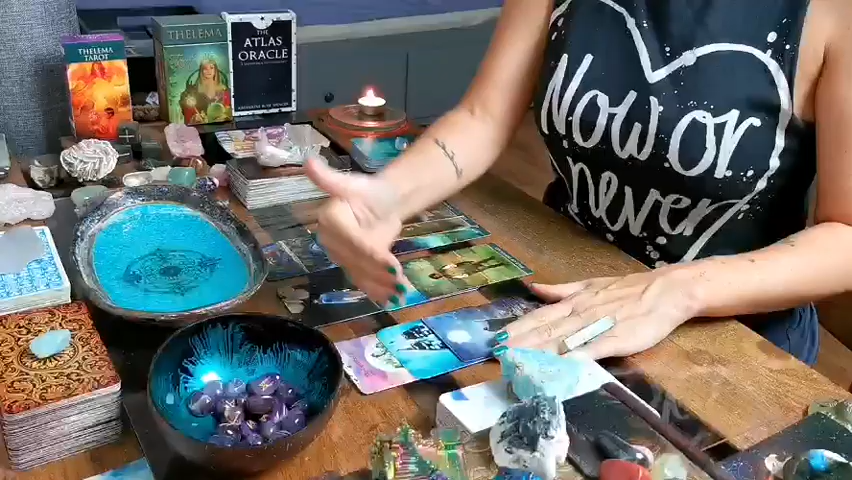 THELEMA
TAROT
THELEMA
THE
ATLAS
ORACLE
Now or
never